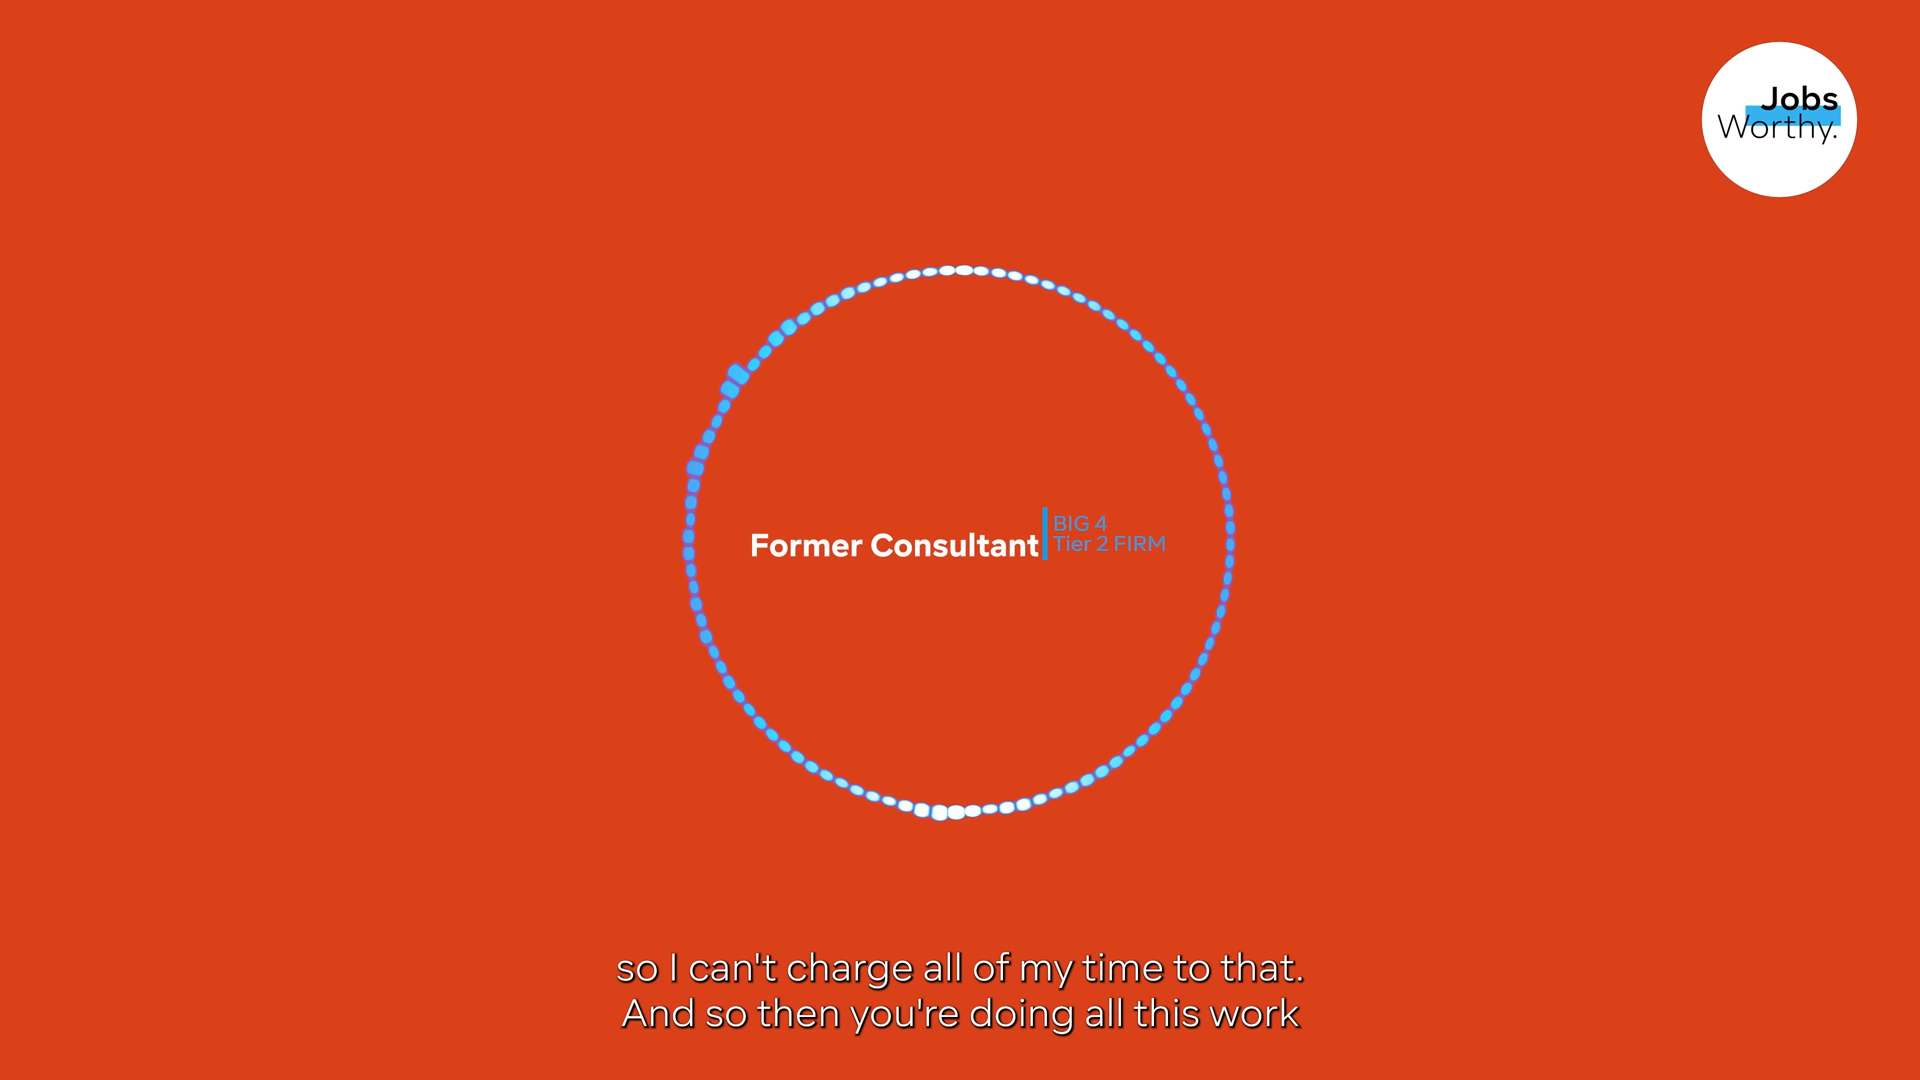 Jobs
Worthy.
Former Consultant
BIG 4
Tier 2 FIRM
so I can't charge all of my time to that.
And so then you're doing all this work